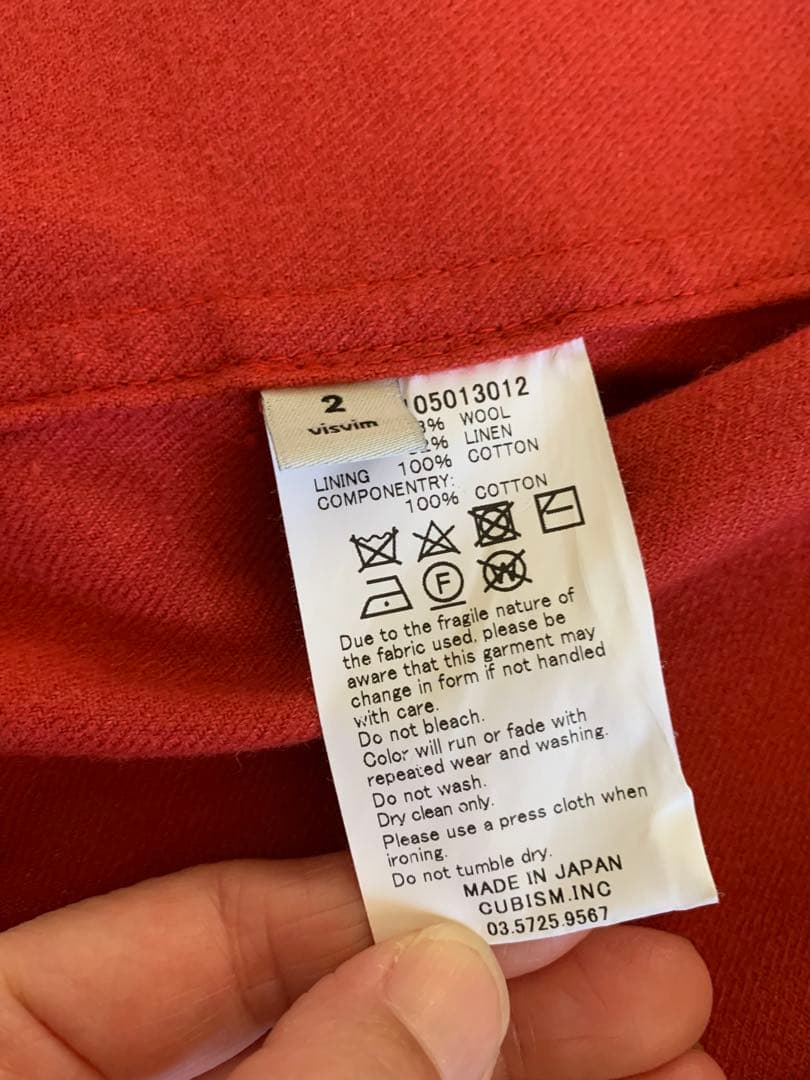 2
visvim
05013012
% WOOL
2% LINEN
LINING 100% COTTON
COMPONENTRY:
100% COTTON
F
W
Due to the fragile nature of
the fabric used, please be
aware that this garment may
change in form if not handled
with care.
Do not bleach.
Color will run or fade with
repeated wear and washing.
Do not wash.
Dry clean only.
Please use a press cloth when
ironing.
Do not tumble dry.
MADE IN JAPAN
CUBISM.INC
03.5725.9567